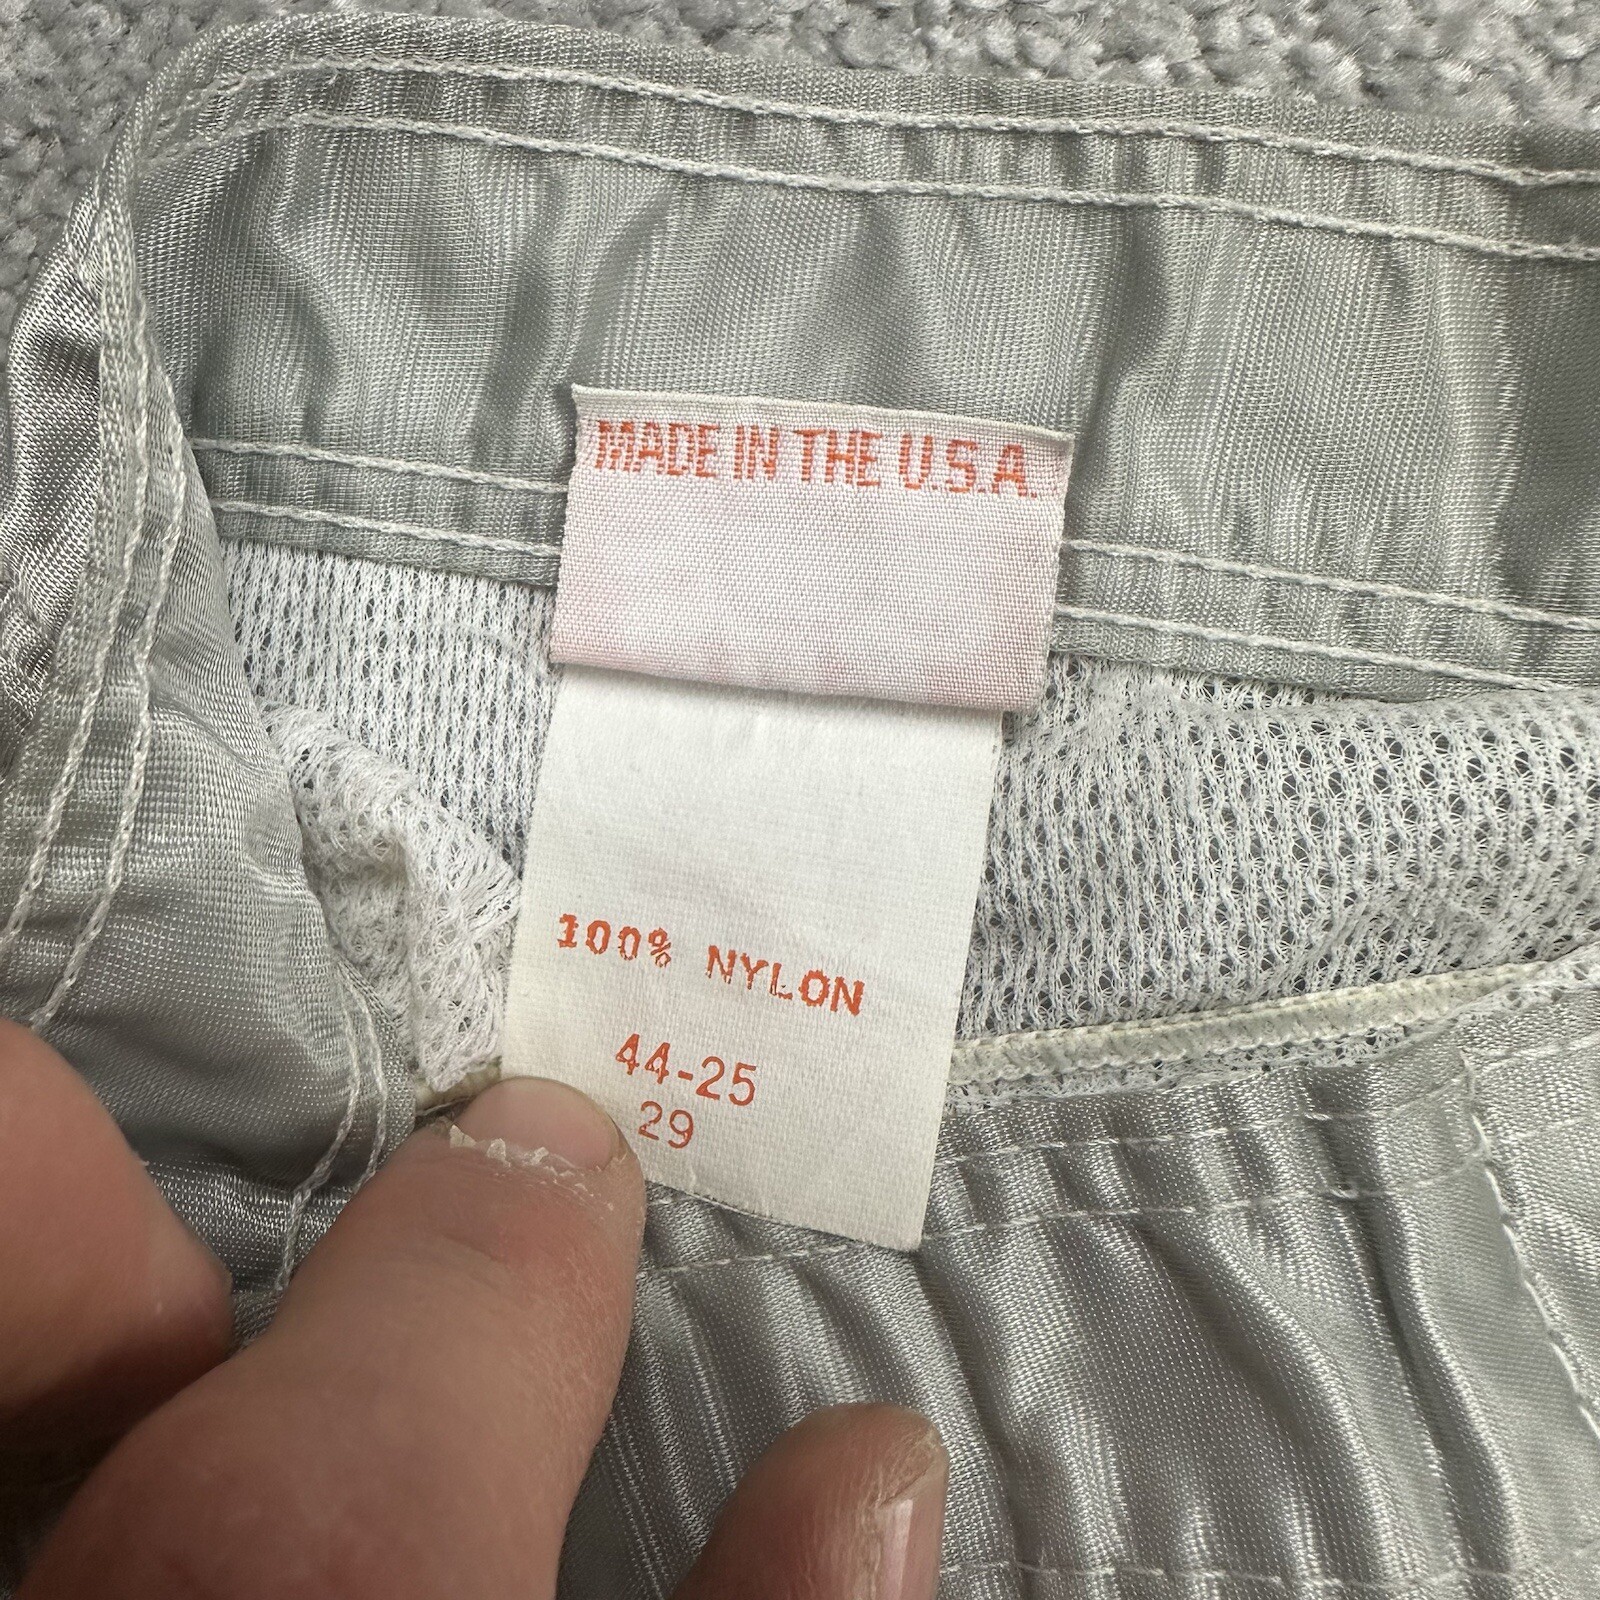 MADE IN THE U.S.A.
100% NYLON
44-25
29